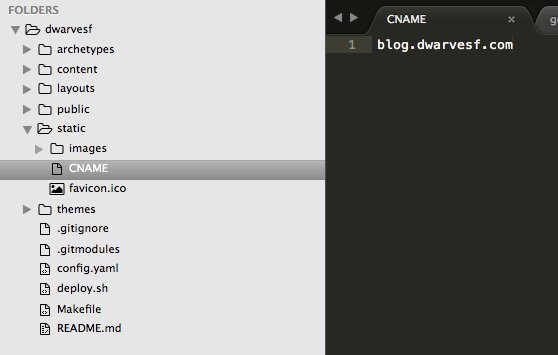 FOLDERS
dwarvesf
archetypes
content
layouts
public
static
images
CNAME
favicon.ico
themes
.gitignore
.gitmodules
config.yaml
deploy.sh
Makefile
README.md
CNAME
1 blog.dwarvesf.com